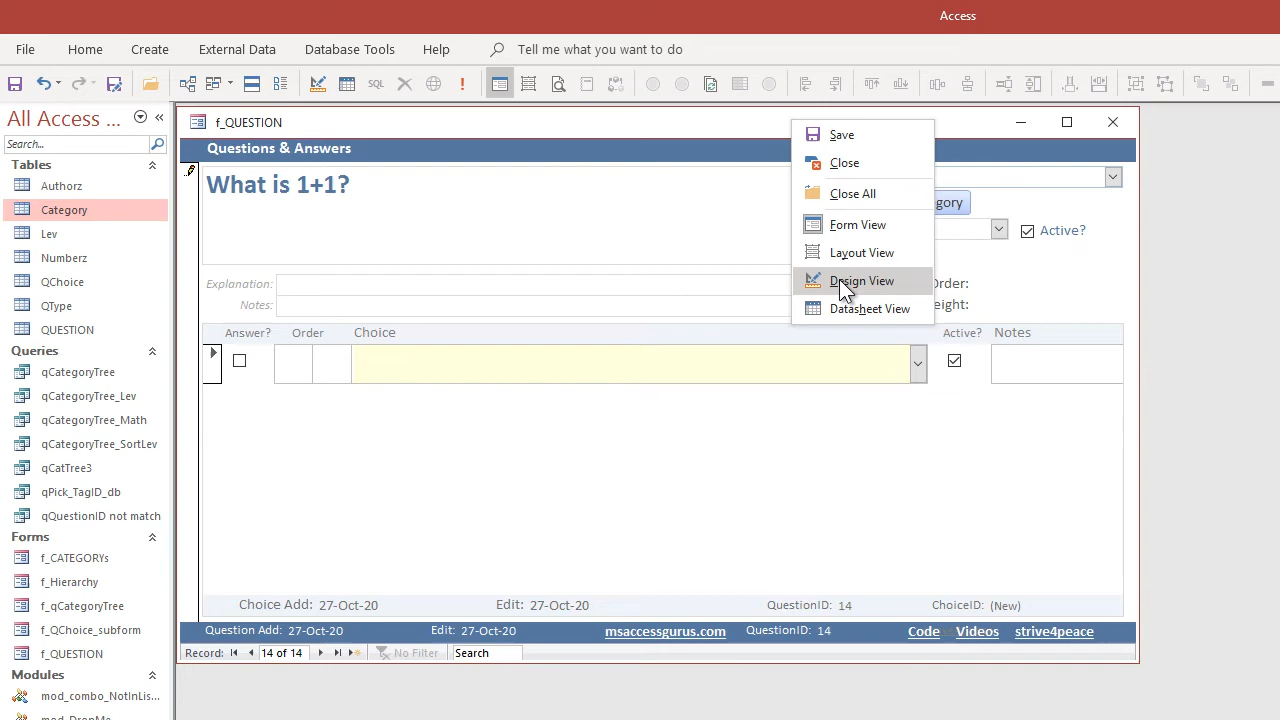 Access
File Home Create External Data Database Tools Help Tell me what you want to do
SQL
All Access ...
Search...
Tables
Authorz
Category
Lev
Numberz
QChoice
QType
QUESTION
Queries
qCategoryTree
qCategoryTree_Lev
qCategoryTree_Math
qCategoryTree_SortLev
qCatTree3
qPick_TagID_db
qQuestionID not match
Forms
f_CATEGORYs
f_Hierarchy
f_qCategoryTree
f_QChoice_subform
f_QUESTION
Modules
mod_combo_NotInLis...
f_QUESTION
Questions & Answers
What is 1+1?
gory
Active?
Explanation:
Order:
Notes:
eight:
Save
Close
Close All
Form View
Layout View
Design View
Datasheet View
Answer? Order Choice Active? Notes
Choice Add: 27-Oct-20 Edit: 27-Oct-20 QuestionID: 14 ChoiceID: (New)
Question Add: 27-Oct-20 Edit: 27-Oct-20 msaccessgurus.com QuestionID: 14 Code Videos strive4peace
Record: 14 of 14 No Filter Search